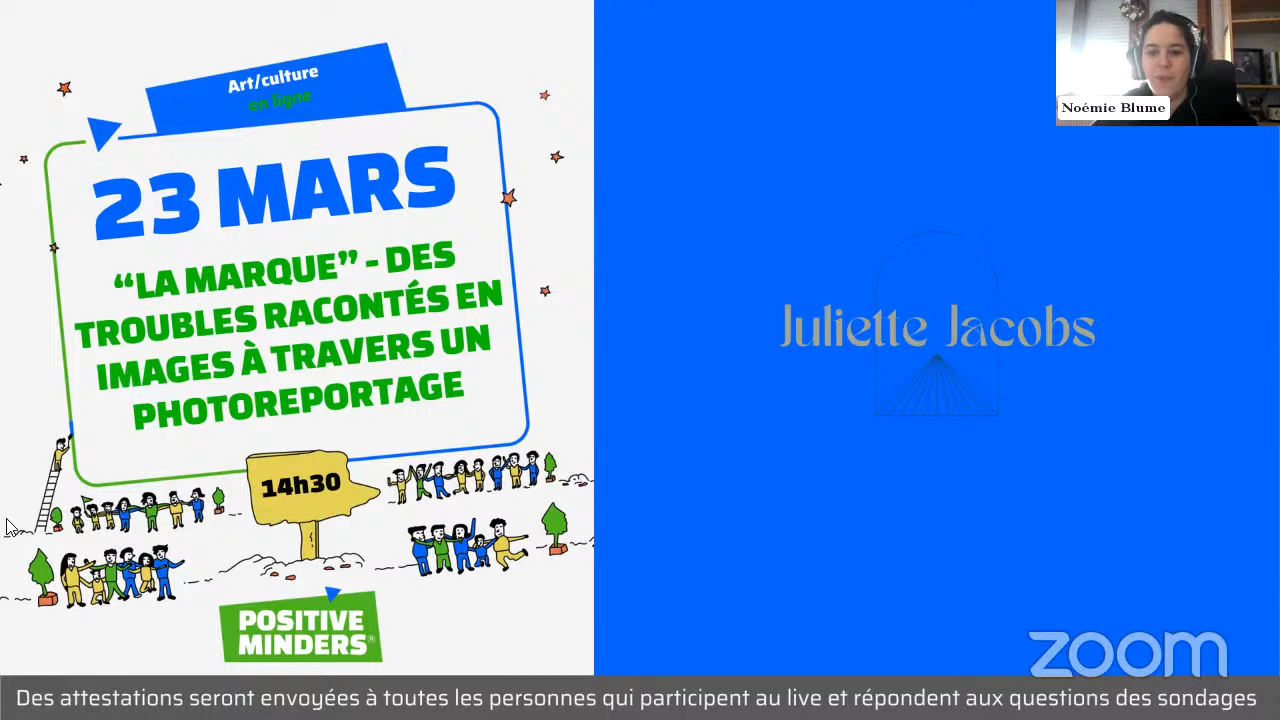 Art/culture
en ligne
23 MARS
“LA MARQUE” - DES
TROUBLES RACONTÉS EN
IMAGES À TRAVERS UN
PHOTOREPORTAGE
14h30
POSITIVE
MINDERS®
Juliette Jacobs
Noémie Blume
zoom
Des attestations seront envoyées à toutes les personnes qui participent au live et répondent aux questions des sondages